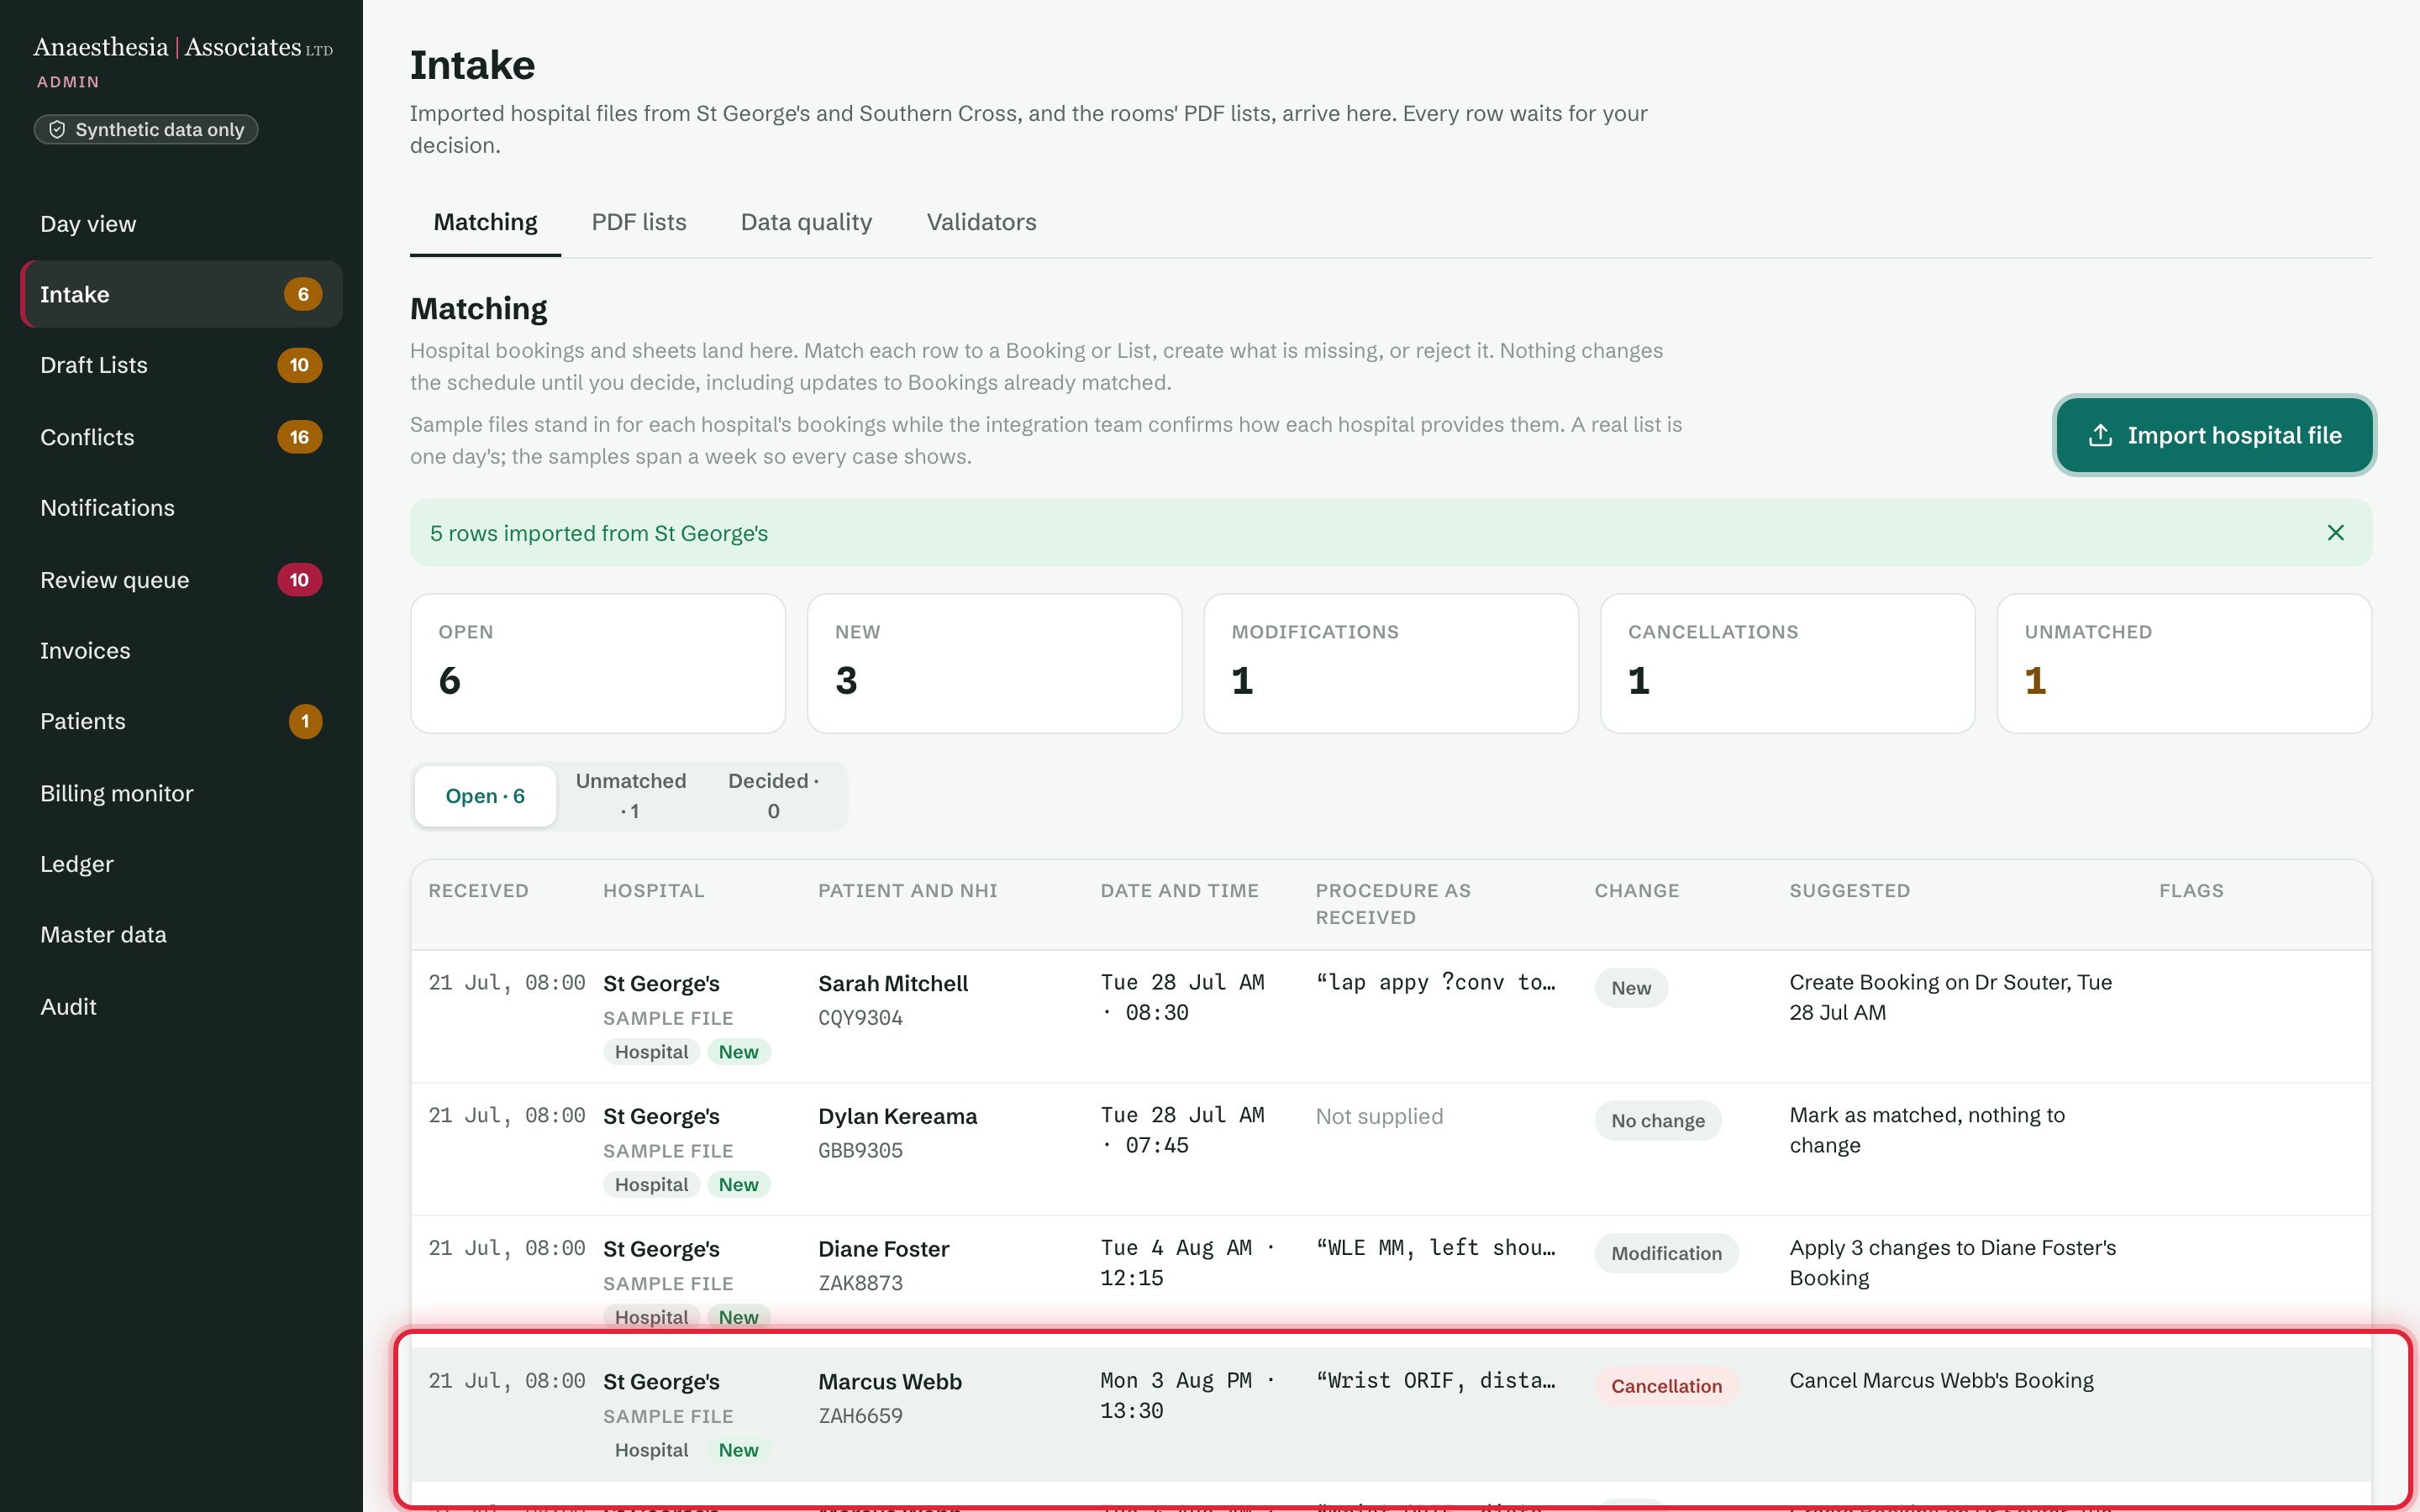 Anaesthesia | Associates LTD
ADMIN
Synthetic data only
Day view
Intake 6
Draft Lists 10
Conflicts 16
Notifications
Review queue 10
Invoices
Patients 1
Billing monitor
Ledger
Master data
Audit
Intake
Imported hospital files from St George's and Southern Cross, and the rooms' PDF lists, arrive here. Every row waits for your
decision.
Matching PDF lists Data quality Validators
Matching
Hospital bookings and sheets land here. Match each row to a Booking or List, create what is missing, or reject it. Nothing changes
the schedule until you decide, including updates to Bookings already matched.
Sample files stand in for each hospital's bookings while the integration team confirms how each hospital provides them. A real list is
one day's; the samples span a week so every case shows.
Import hospital file
5 rows imported from St George's
OPEN
6
NEW
3
MODIFICATIONS
1
CANCELLATIONS
1
UNMATCHED
1
Open · 6
Unmatched
· 1
Decided ·
0
RECEIVED HOSPITAL PATIENT AND NHI DATE AND TIME PROCEDURE AS CHANGE SUGGESTED FLAGS
RECEIVED
21 Jul, 08:00 St George's Sarah Mitchell Tue 28 Jul AM “lap appy ?conv to… New Create Booking on Dr Souter, Tue
SAMPLE FILE CQY9304 · 08:30 28 Jul AM
Hospital New
21 Jul, 08:00 St George's Dylan Kereama Tue 28 Jul AM Not supplied No change Mark as matched, nothing to
SAMPLE FILE GBB9305 · 07:45 change
Hospital New
21 Jul, 08:00 St George's Diane Foster Tue 4 Aug AM · “WLE MM, left shou… Modification Apply 3 changes to Diane Foster's
SAMPLE FILE ZAK8873 12:15 Booking
Hospital New
21 Jul, 08:00 St George's Marcus Webb Mon 3 Aug PM · “Wrist ORIF, dista… Cancellation Cancel Marcus Webb's Booking
SAMPLE FILE ZAH6659 13:30
Hospital New